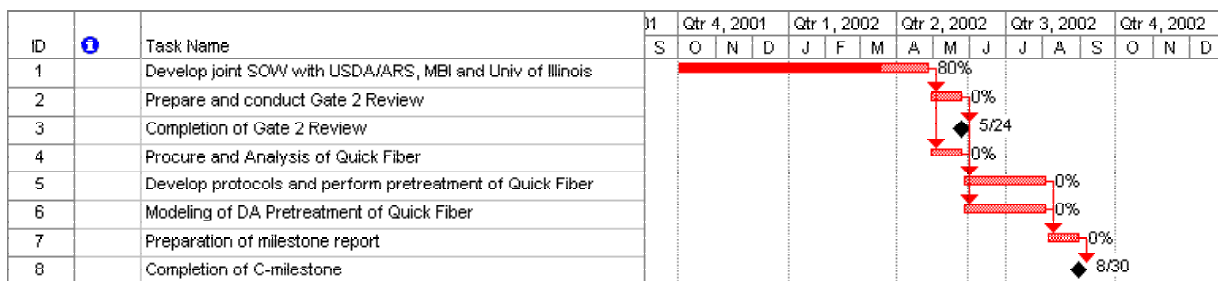 01 Qtr 4, 2001 Qtr 1, 2002 Qtr 2, 2002 Qtr 3, 2002 Qtr 4, 2002
ID Task Name S O N D J F M A M J J A S O N D
1 Develop joint SOW with USDA/ARS, MBI and Univ of Illinois 80%
2 Prepare and conduct Gate 2 Review 0%
3 Completion of Gate 2 Review 5/24
4 Procure and Analysis of Quick Fiber 0%
5 Develop protocols and perform pretreatment of Quick Fiber 0%
6 Modeling of DA Pretreatment of Quick Fiber 0%
7 Preparation of milestone report 0%
8 Completion of C-milestone 8/30